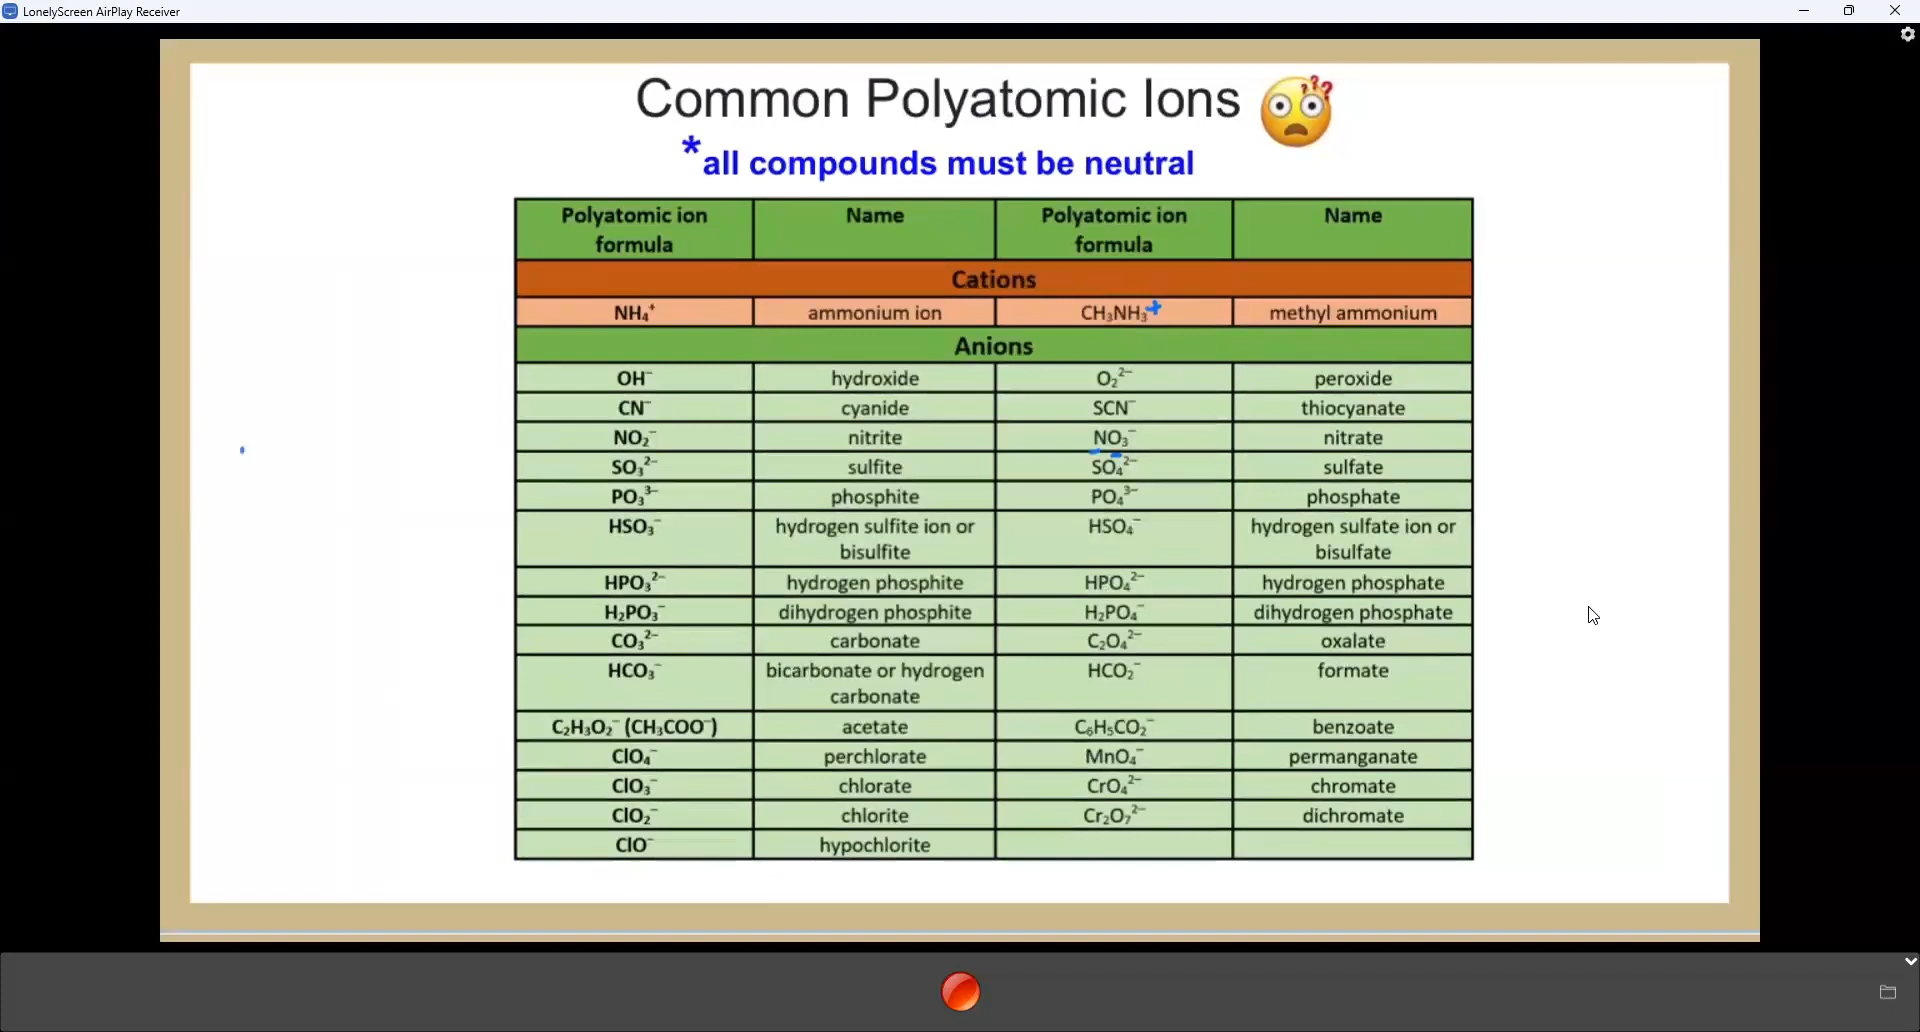 LonelyScreen AirPlay Receiver
Common Polyatomic Ions
*all compounds must be neutral
Polyatomic ion formula | Name | Polyatomic ion formula | Name
Cations
NH₄⁺ | ammonium ion | CH₃NH₃⁺ | methyl ammonium
Anions
OH⁻ | hydroxide | O₂²⁻ | peroxide
CN⁻ | cyanide | SCN⁻ | thiocyanate
NO₂⁻ | nitrite | NO₃⁻ | nitrate
SO₃²⁻ | sulfite | SO₄²⁻ | sulfate
PO₃³⁻ | phosphite | PO₄³⁻ | phosphate
HSO₃⁻ | hydrogen sulfite ion or bisulfite | HSO₄⁻ | hydrogen sulfate ion or bisulfate
HPO₃²⁻ | hydrogen phosphite | HPO₄²⁻ | hydrogen phosphate
H₂PO₃⁻ | dihydrogen phosphite | H₂PO₄⁻ | dihydrogen phosphate
CO₃²⁻ | carbonate | C₂O₄²⁻ | oxalate
HCO₃⁻ | bicarbonate or hydrogen carbonate | HCO₂⁻ | formate
C₂H₃O₂⁻ (CH₃COO⁻) | acetate | C₆H₅CO₂⁻ | benzoate
ClO₄⁻ | perchlorate | MnO₄⁻ | permanganate
ClO₃⁻ | chlorate | CrO₄²⁻ | chromate
ClO₂⁻ | chlorite | Cr₂O₇²⁻ | dichromate
ClO⁻ | hypochlorite